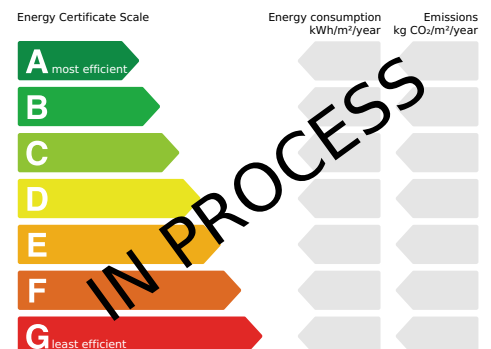 Energy Certificate Scale
Energy consumption
kWh/m²/year
Emissions
kg CO₂/m²/year
A most efficient
B
C
D
E
F
G least efficient
IN PROCESS